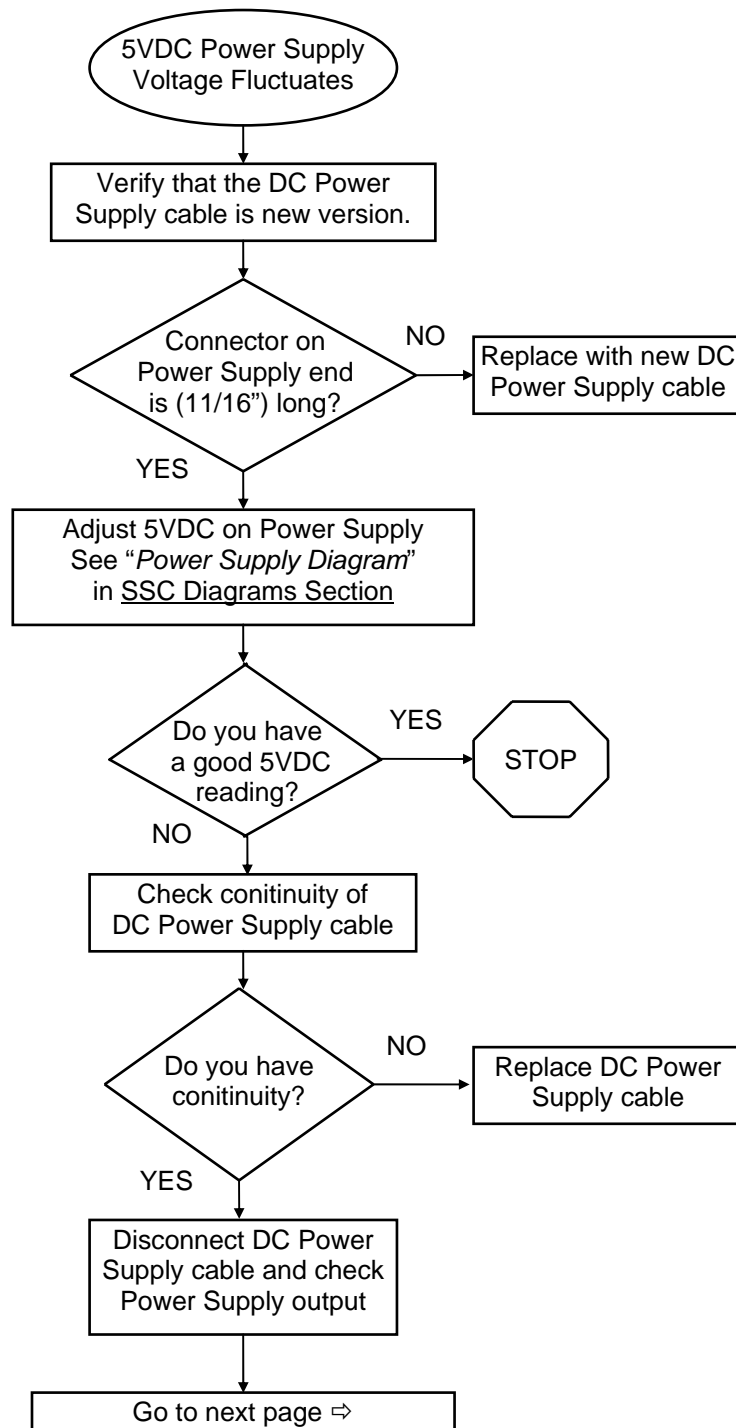 5VDC Power Supply
Voltage Fluctuates
Verify that the DC Power
Supply cable is new version.
Connector on
Power Supply end
is (11/16”) long?
NO
Replace with new DC
Power Supply cable
YES
Adjust 5VDC on Power Supply
See “Power Supply Diagram”
in SSC Diagrams Section
Do you have
a good 5VDC
reading?
YES
STOP
NO
Check conitinuity of
DC Power Supply cable
Do you have
conitinuity?
NO
Replace DC Power
Supply cable
YES
Disconnect DC Power
Supply cable and check
Power Supply output
Go to next page ⇨